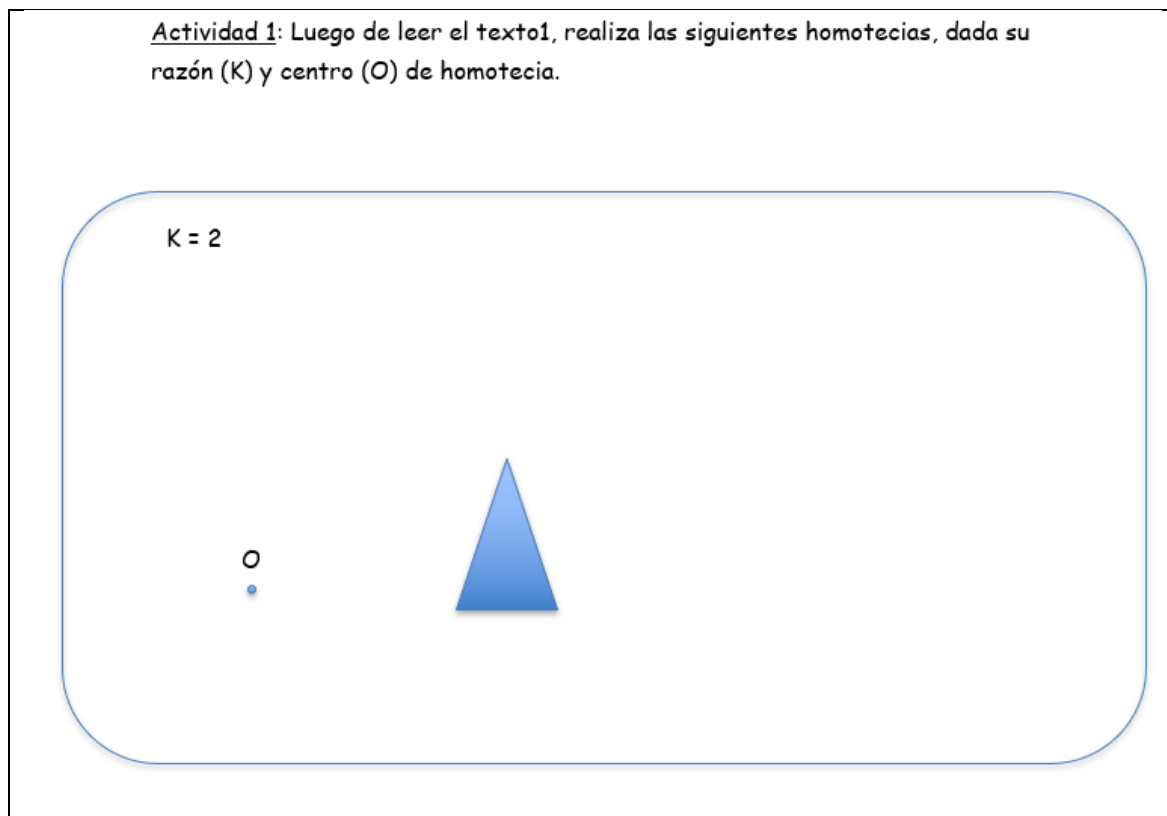 Actividad 1: Luego de leer el texto1, realiza las siguientes homotecias, dada su
razón (K) y centro (O) de homotecia.
K = 2
O